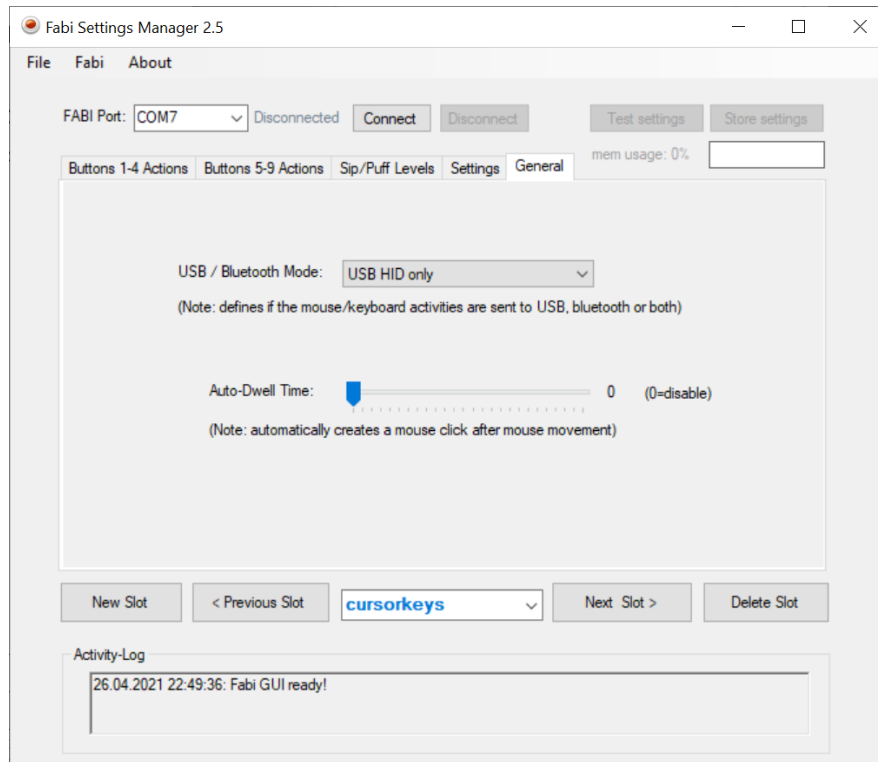 Fabi Settings Manager 2.5
File Fabi About
FABI Port: COM7 Disconnected Connect Disconnect Test settings Store settings
mem usage: 0%
Buttons 1-4 Actions Buttons 5-9 Actions Sip/Puff Levels Settings General
USB / Bluetooth Mode: USB HID only
(Note: defines if the mouse/keyboard activities are sent to USB, bluetooth or both)
Auto-Dwell Time: 0 (0=disable)
(Note: automatically creates a mouse click after mouse movement)
New Slot < Previous Slot cursorkeys Next Slot > Delete Slot
Activity-Log
26.04.2021 22:49:36: Fabi GUI ready!